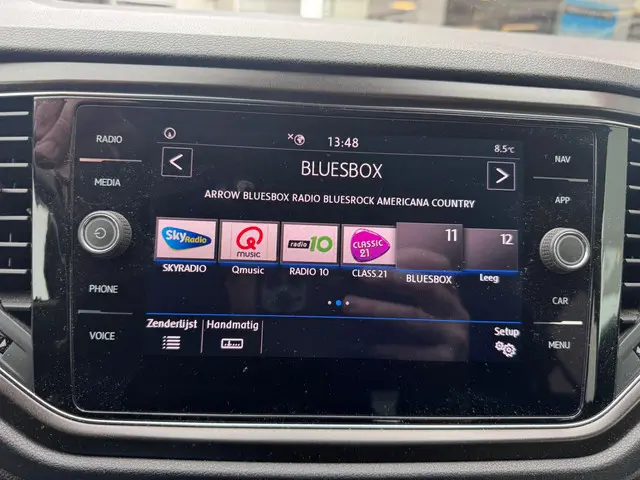 RADIO
MEDIA
PHONE
VOICE
13:48
8.5°C
<
BLUESBOX
>
ARROW BLUESBOX RADIO BLUESROCK AMERICANA COUNTRY
Sky Radio
SKYRADIO
Q
music
Qmusic
radio 10
RADIO 10
CLASSIC
21
CLASS.21
11
BLUESBOX
12
Leeg
Zenderlijst
Handmatig
Setup
NAV
APP
CAR
MENU